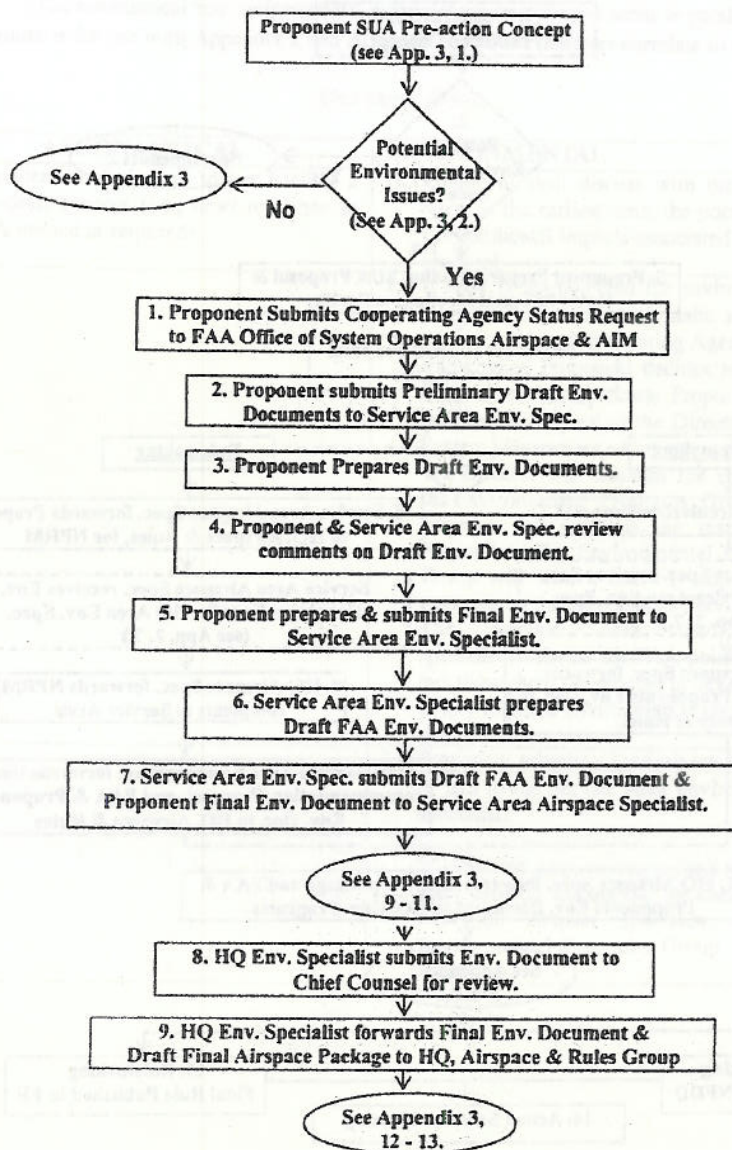 Proponent SUA Pre-action Concept
(see App. 3, 1.)
Potential
Environmental
Issues?
(See App. 3, 2.)
See Appendix 3
No
Yes
1. Proponent Submits Cooperating Agency Status Request
to FAA Office of System Operations Airspace & AIM
2. Proponent submits Preliminary Draft Env.
Documents to Service Area Env. Spec.
3. Proponent Prepares Draft Env. Documents.
4. Proponent & Service Area Env. Spec. review
comments on Draft Env. Document.
5. Proponent prepares & submits Final Env. Document to
Service Area Env. Specialist.
6. Service Area Env. Specialist prepares
Draft FAA Env. Documents.
7. Service Area Env. Spec. submits Draft FAA Env. Document &
Proponent Final Env. Document to Service Area Airspace Specialist.
See Appendix 3,
9 - 11.
8. HQ Env. Specialist submits Env. Document to
Chief Counsel for review.
9. HQ Env. Specialist forwards Final Env. Document &
Draft Final Airspace Package to HQ, Airspace & Rules Group
See Appendix 3,
12 - 13.